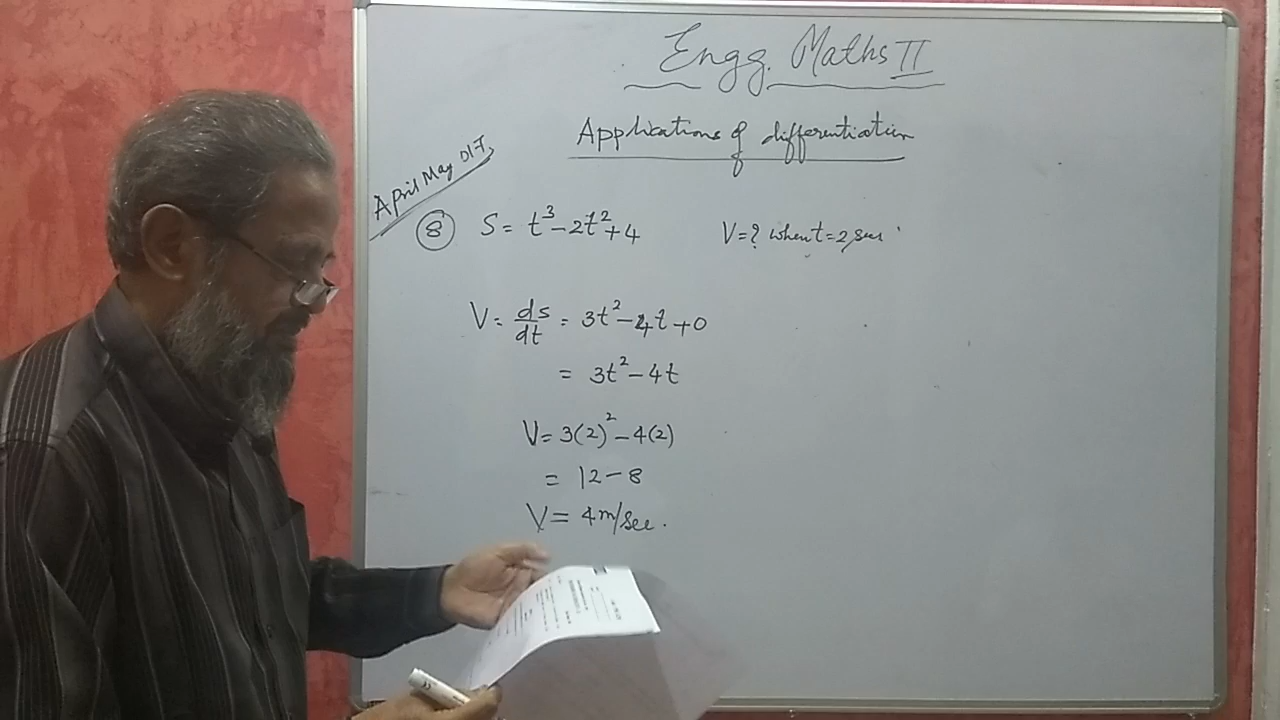 Engg. Maths II
Applications of differentiation
April May 017
8 S = t³ - 2t² + 4 V = ? when t = 2 sec
V = ds/dt = 3t² - 4t + 0
= 3t² - 4t
V = 3(2)² - 4(2)
= 12 - 8
V = 4 m/sec.